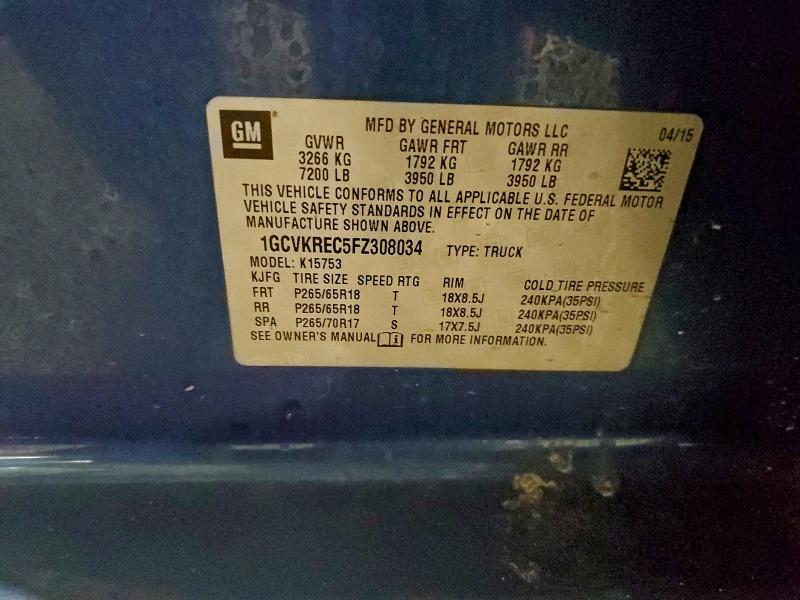 GM ®
MFD BY GENERAL MOTORS LLC 04/15
GVWR GAWR FRT GAWR RR
3266 KG 1792 KG 1792 KG
7200 LB 3950 LB 3950 LB
THIS VEHICLE CONFORMS TO ALL APPLICABLE U.S. FEDERAL MOTOR
VEHICLE SAFETY STANDARDS IN EFFECT ON THE DATE OF
MANUFACTURE SHOWN ABOVE.
1GCVKREC5FZ308034 TYPE: TRUCK
MODEL: K15753
KJFG TIRE SIZE SPEED RTG RIM COLD TIRE PRESSURE
FRT P265/65R18 T 18X8.5J 240KPA(35PSI)
RR P265/65R18 T 18X8.5J 240KPA(35PSI)
SPA P265/70R17 S 17X7.5J 240KPA(35PSI)
SEE OWNER'S MANUAL FOR MORE INFORMATION.